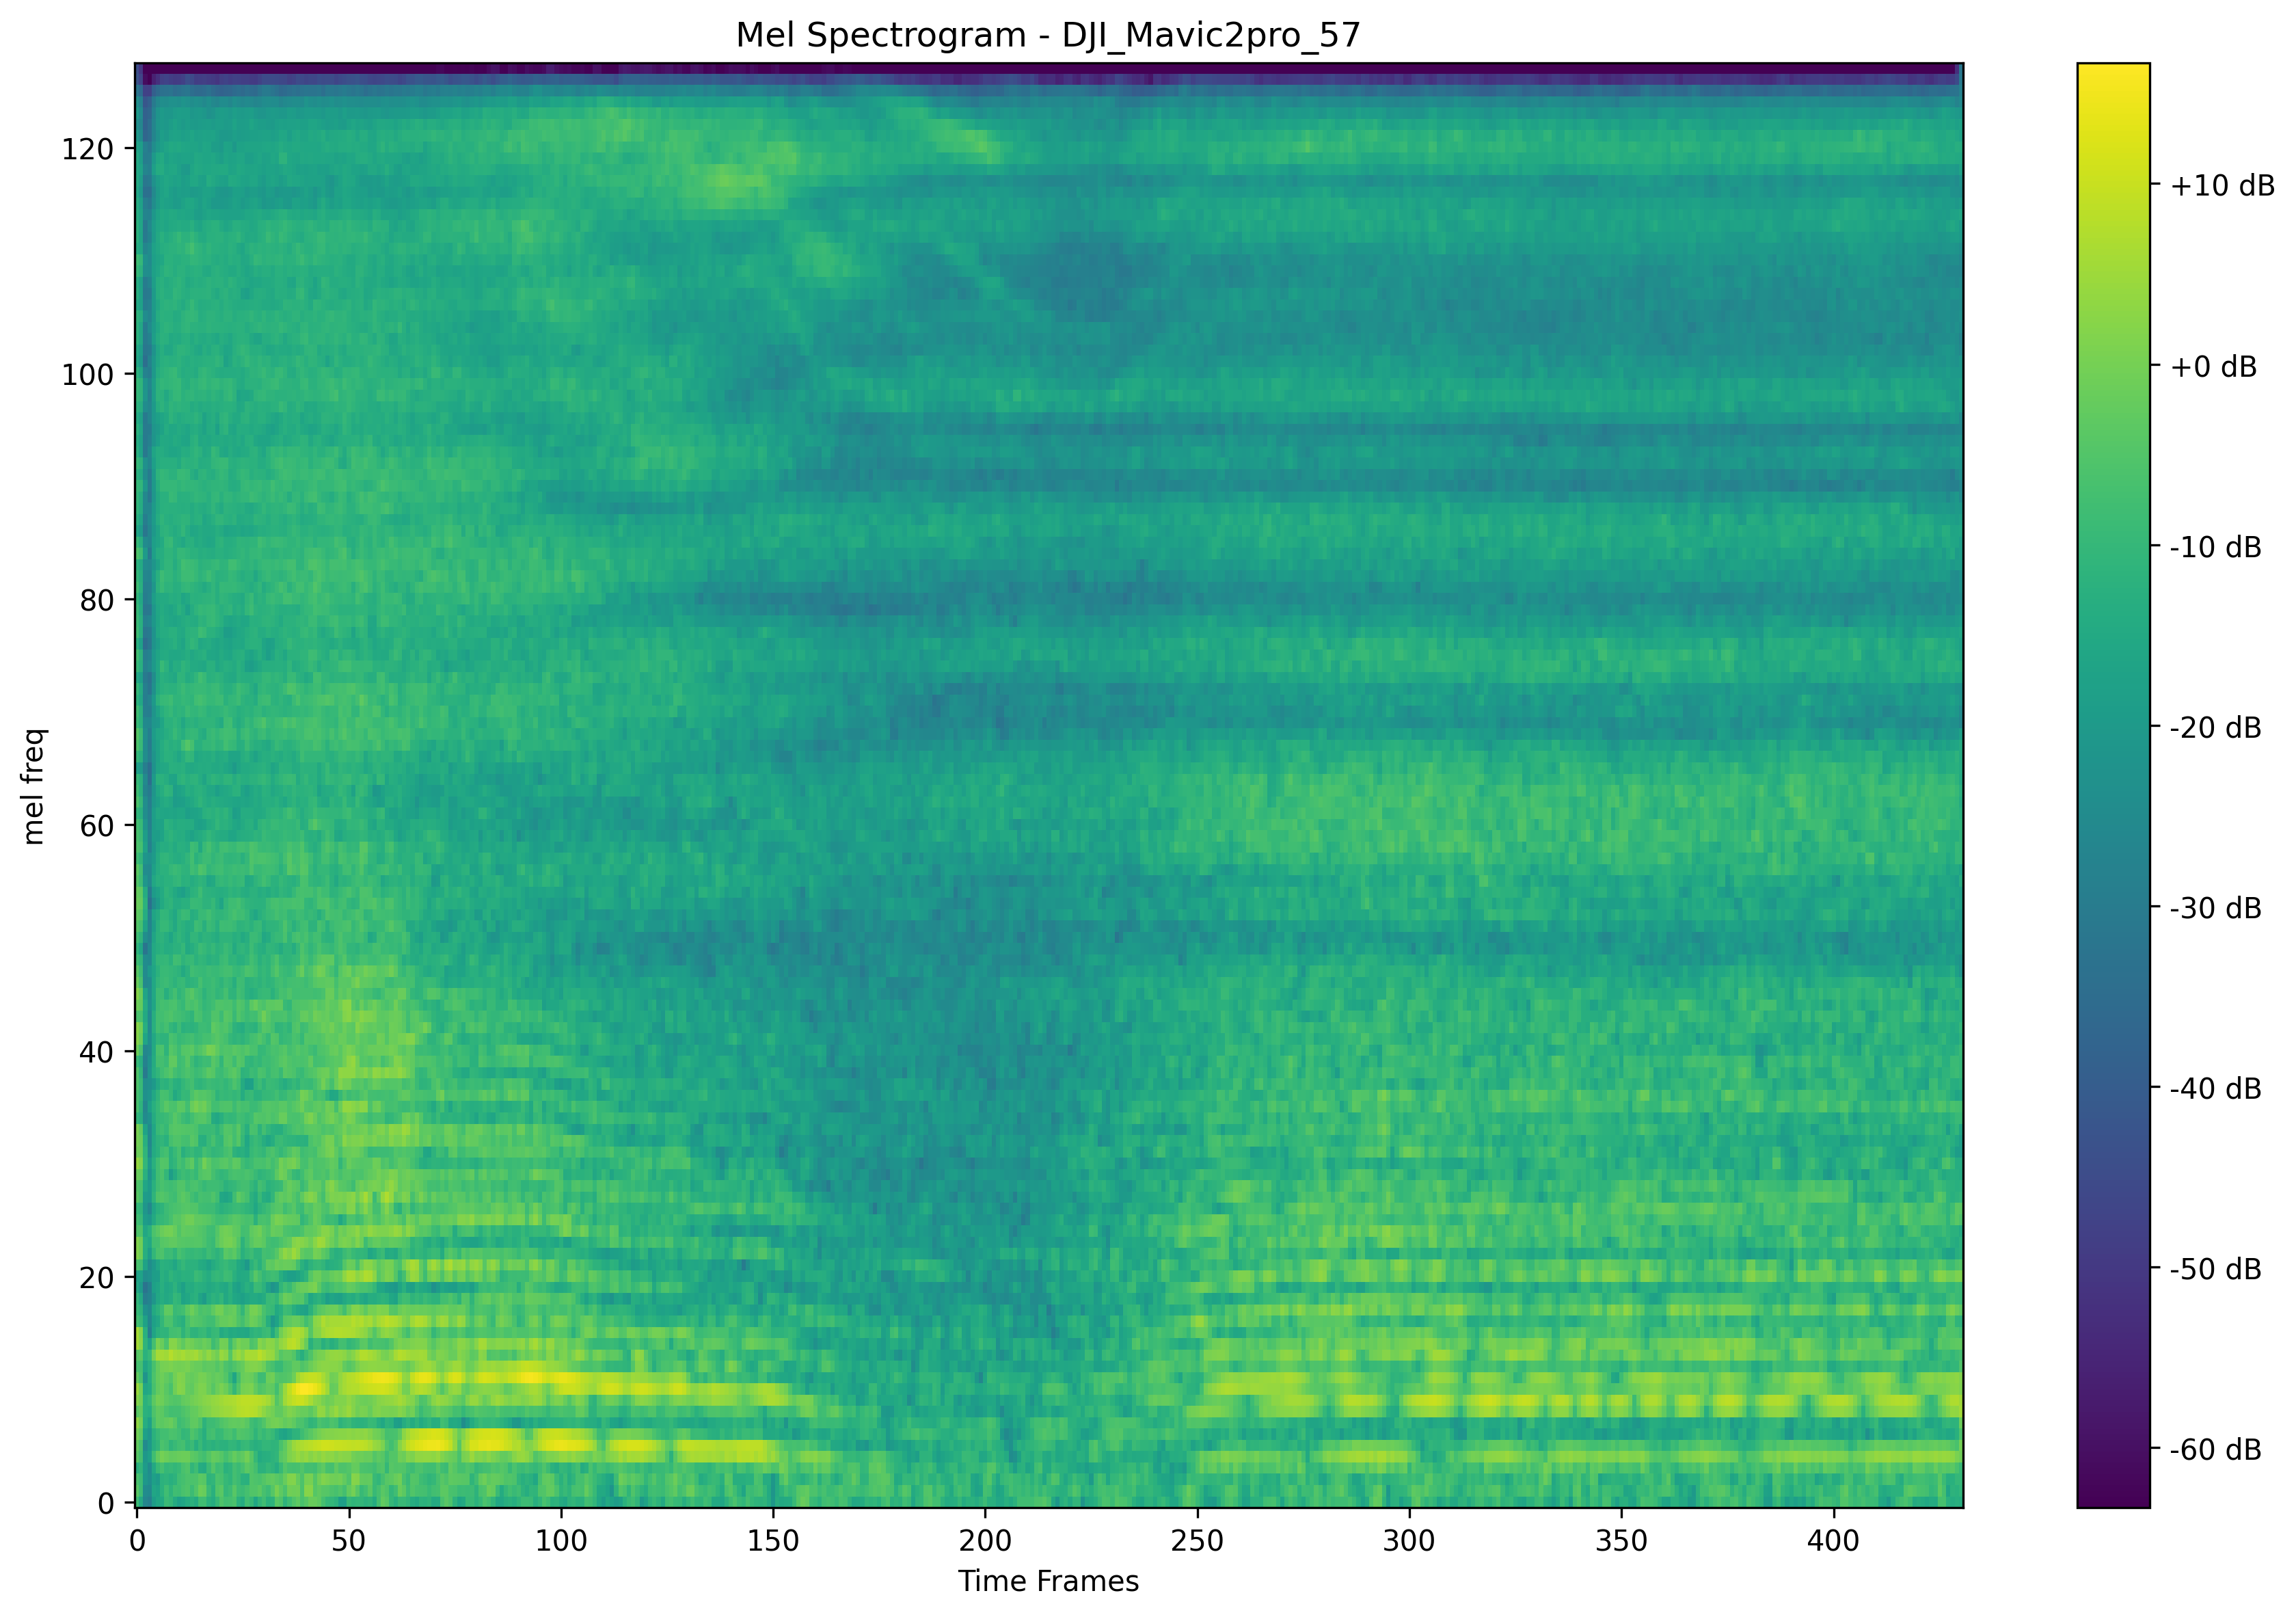 Mel Spectrogram - DJI_Mavic2pro_57
mel freq
120
100
80
60
40
20
0
0 50 100 150 200 250 300 350 400
Time Frames
+10 dB
+0 dB
-10 dB
-20 dB
-30 dB
-40 dB
-50 dB
-60 dB